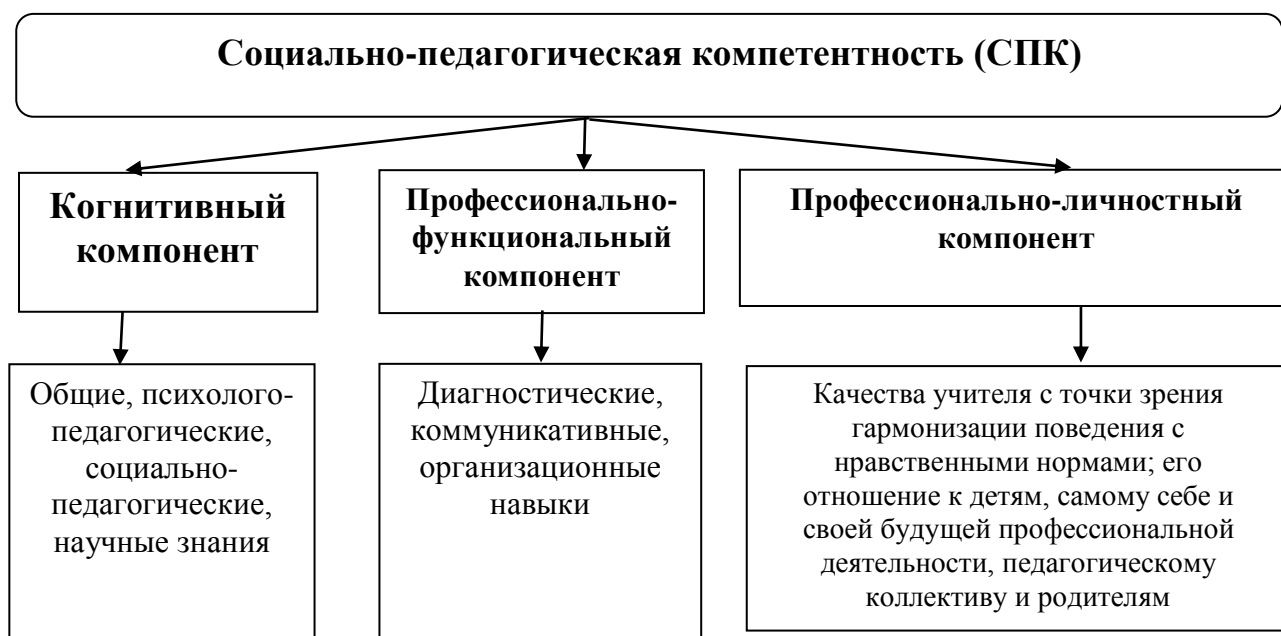 Социально-педагогическая компетентность (СПК)
Когнитивный
компонент
Профессионально-
функциональный
компонент
Профессионально-личностный
компонент
Общие, психолого-
педагогические,
социально-
педагогические,
научные знания
Диагностические,
коммуникативные,
организационные
навыки
Качества учителя с точки зрения
гармонизации поведения с
нравственными нормами; его
отношение к детям, самому себе и
своей будущей профессиональной
деятельности, педагогическому
коллективу и родителям